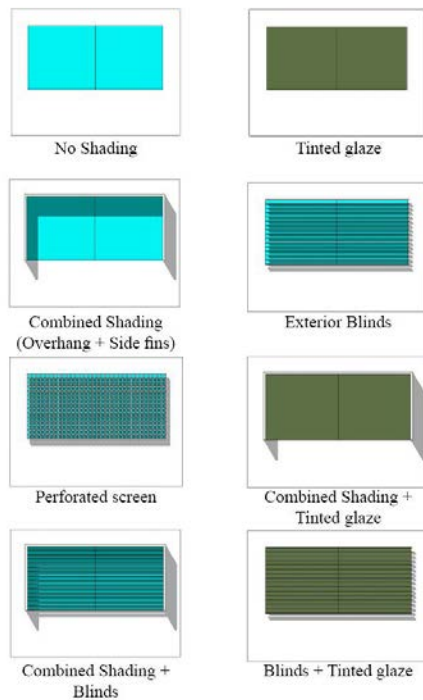 No Shading
Tinted glaze
Combined Shading
(Overhang + Side fins)
Exterior Blinds
Perforated screen
Combined Shading +
Tinted glaze
Combined Shading +
Blinds
Blinds + Tinted glaze